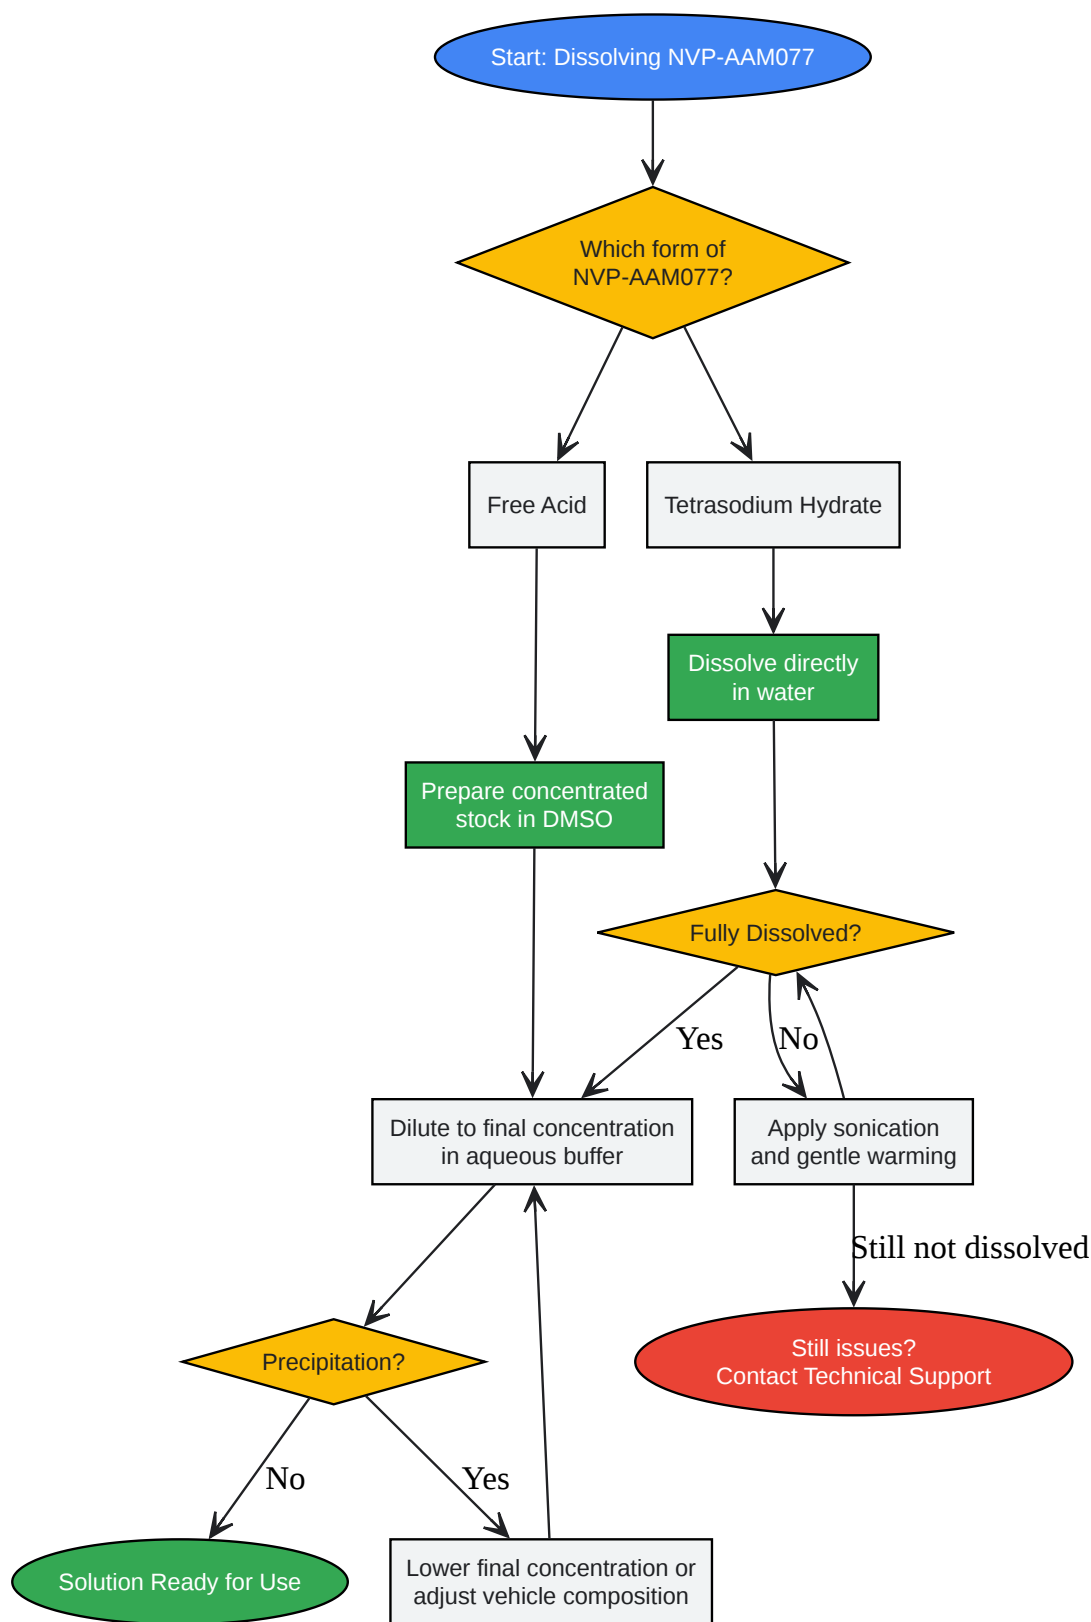 Start: Dissolving NVP-AAM077
Which form of
NVP-AAM077?
Free Acid
Tetrasodium Hydrate
Dissolve directly
in water
Prepare concentrated
stock in DMSO
Fully Dissolved?
Yes
No
Dilute to final concentration
in aqueous buffer
Apply sonication
and gentle warming
Still not dissolved
Precipitation?
Still issues?
Contact Technical Support
No
Yes
Solution Ready for Use
Lower final concentration or
adjust vehicle composition